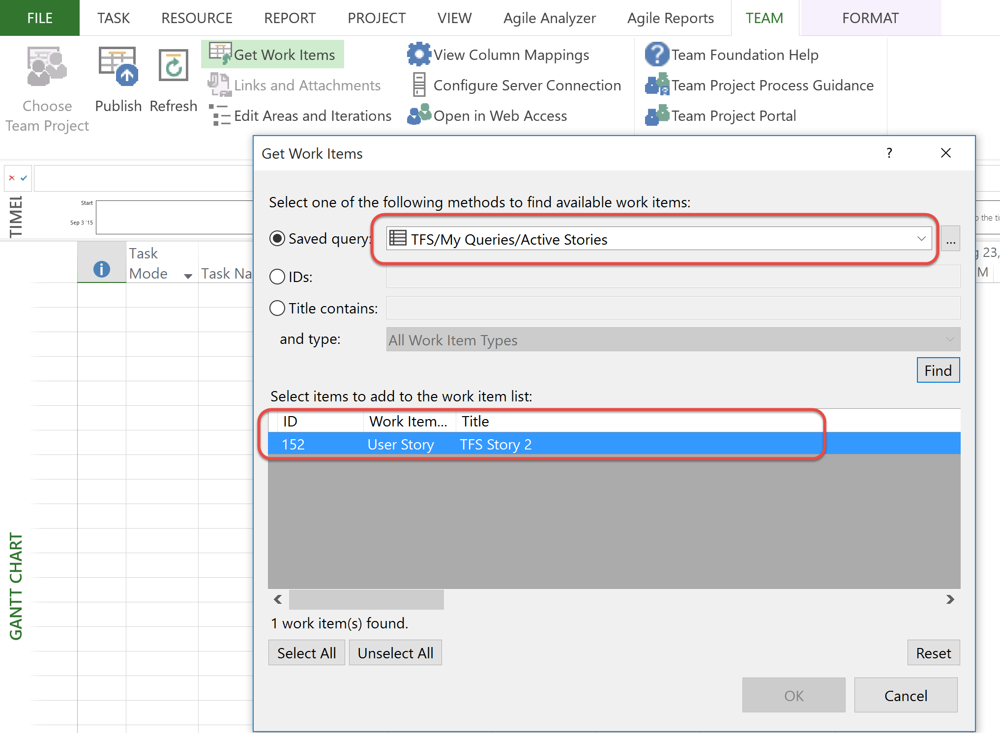 FILE TASK RESOURCE REPORT PROJECT VIEW Agile Analyzer Agile Reports TEAM FORMAT
Get Work Items View Column Mappings Team Foundation Help
Links and Attachments Configure Server Connection Team Project Process Guidance
Choose Publish Refresh
Edit Areas and Iterations Open in Web Access Team Project Portal
Team Project
Get Work Items ?
Select one of the following methods to find available work items:
Start
TIMEL
Sep 3 '15
the ti
Saved query: TFS/My Queries/Active Stories ...
Task
Mode Task Na
23,
M
IDs:
Title contains:
and type: All Work Item Types
Find
Select items to add to the work item list:
ID Work Item... Title
152 User Story TFS Story 2
GANTT CHART
1 work item(s) found.
Select All Unselect All Reset
OK Cancel